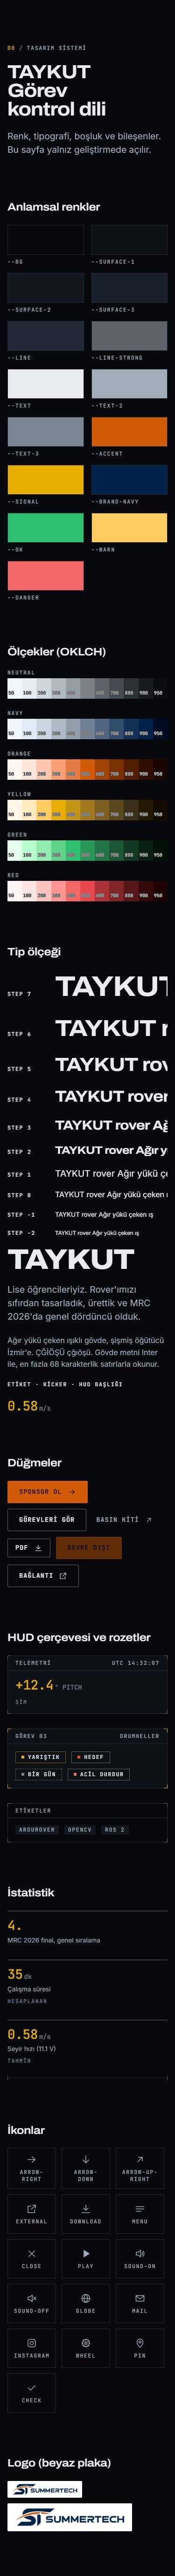 00 / TASARIM SİSTEMİ
TAYKUT
Görev
kontrol dili
Renk, tipografi, boşluk ve bileşenler.
Bu sayfa yalnız geliştirmede açılır.
Anlamsal renkler
--BG
--SURFACE-1
--SURFACE-2
--SURFACE-3
--LINE
--LINE-STRONG
--TEXT
--TEXT-2
--TEXT-3
--ACCENT
--SIGNAL
--BRAND-NAVY
--OK
--WARN
--DANGER
Ölçekler (OKLCH)
NEUTRAL
50 100 200 300 400 500 600 700 800 900 950
NAVY
50 100 200 300 400 500 600 700 800 900 950
ORANGE
50 100 200 300 400 500 600 700 800 900 950
YELLOW
50 100 200 300 400 500 600 700 800 900 950
GREEN
50 100 200 300 400 500 600 700 800 900 950
RED
50 100 200 300 400 500 600 700 800 900 950
Tip ölçeği
STEP 7 TAYKUT
STEP 6 TAYKUT r
STEP 5 TAYKUT rov
STEP 4 TAYKUT rover
STEP 3 TAYKUT rover Ağ
STEP 2 TAYKUT rover Ağır y
STEP 1 TAYKUT rover Ağır yükü çe
STEP 0 TAYKUT rover Ağır yükü çeken ı
STEP -1 TAYKUT rover Ağır yükü çeken ış
STEP -2 TAYKUT rover Ağır yükü çeken ış
TAYKUT
Lise öğrencileriyiz. Rover'ımızı
sıfırdan tasarladık, ürettik ve MRC
2026'da genel dördüncü olduk.
Ağır yükü çeken ışıklı gövde, şişmiş öğütücü
İzmir'e. ÇĞİÖŞÜ çğıöşü. Gövde metni Inter
ile, en fazla 68 karakterlik satırlarla okunur.
ETİKET · KICKER · HUD BAŞLIĞI
0.58 m/s
Düğmeler
SPONSOR OL
GÖREVLERİ GÖR
BASIN KİTİ
PDF
DEVRE DIŞI
BAĞLANTI
HUD çerçevesi ve rozetler
TELEMETRİ UTC 14:32:07
+12.4° PITCH
SİM
GÖREV 03 DRUMHELLER
YARIŞTIK
HEDEF
BİR GÜN
ACİL DURDUR
ETİKETLER
ARDUROVER OPENCV ROS 2
İstatistik
4.
MRC 2026 final, genel sıralama
35 dk
Çalışma süresi
HESAPLANAN
0.58 m/s
Seyir hızı (11.1 V)
TAHMİN
İkonlar
ARROW-RIGHT
ARROW-DOWN
ARROW-UP-RIGHT
EXTERNAL
DOWNLOAD
MENU
CLOSE
PLAY
SOUND-ON
SOUND-OFF
GLOBE
MAIL
INSTAGRAM
WHEEL
PIN
CHECK
Logo (beyaz plaka)
SUMMERTECH
SUMMERTECH